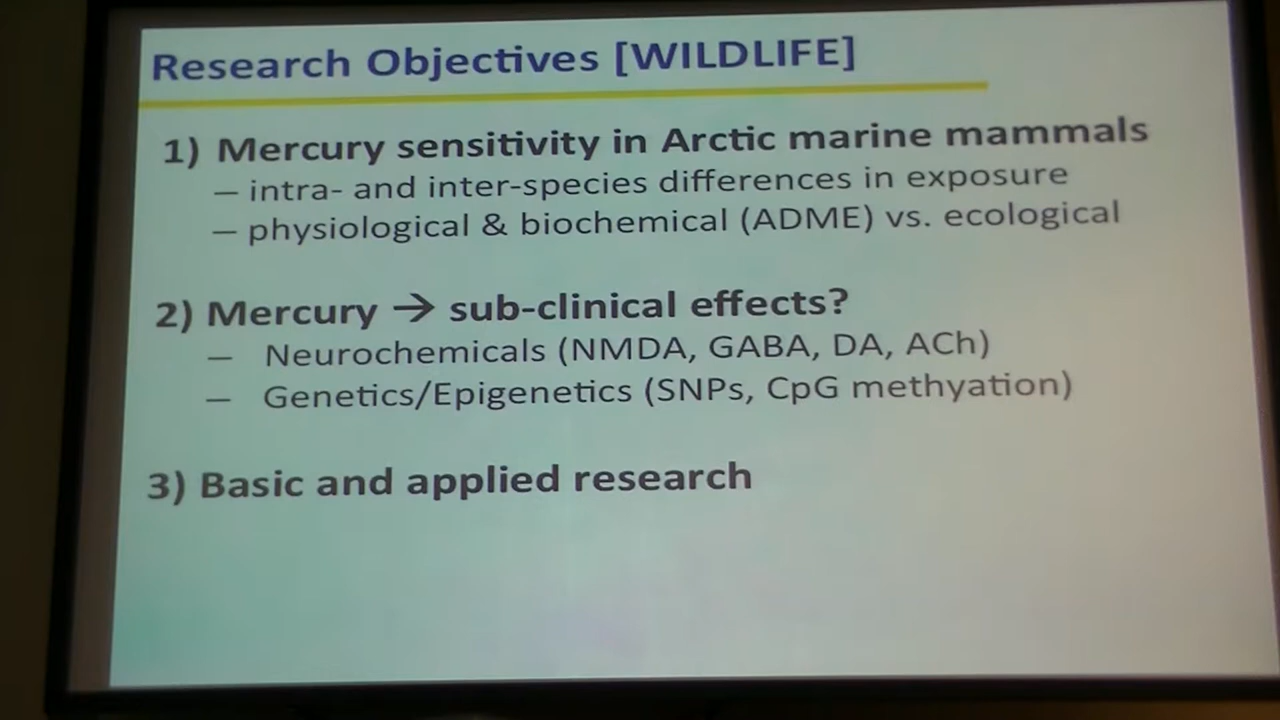 Research Objectives [WILDLIFE]
1) Mercury sensitivity in Arctic marine mammals
– intra- and inter-species differences in exposure
– physiological & biochemical (ADME) vs. ecological
2) Mercury → sub-clinical effects?
– Neurochemicals (NMDA, GABA, DA, ACh)
– Genetics/Epigenetics (SNPs, CpG methyation)
3) Basic and applied research